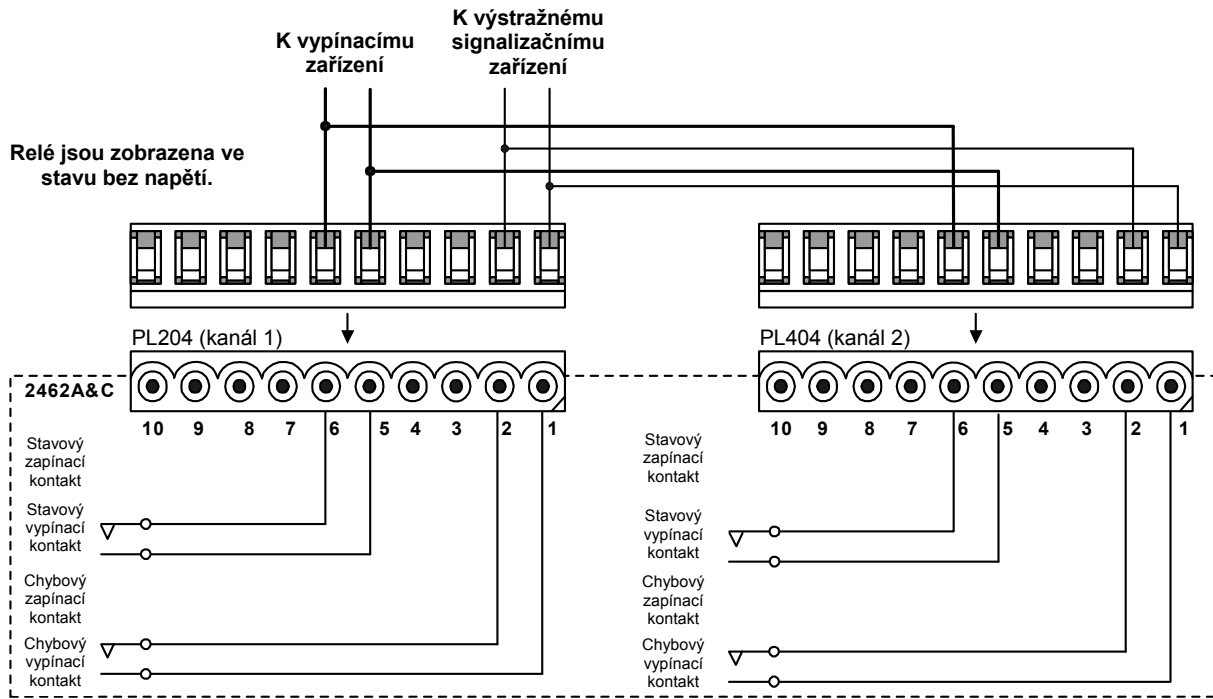 K vypínacímu
zařízení
K výstražnému
signalizačnímu
zařízení
Relé jsou zobrazena ve
stavu bez napětí.
PL204 (kanál 1)
PL404 (kanál 2)
2462A&C
10 9 8 7 6 5 4 3 2 1
10 9 8 7 6 5 4 3 2 1
Stavový
zapínací
kontakt
Stavový
vypínací
kontakt
Chybový
zapínací
kontakt
Chybový
vypínací
kontakt
Stavový
zapínací
kontakt
Stavový
vypínací
kontakt
Chybový
zapínací
kontakt
Chybový
vypínací
kontakt